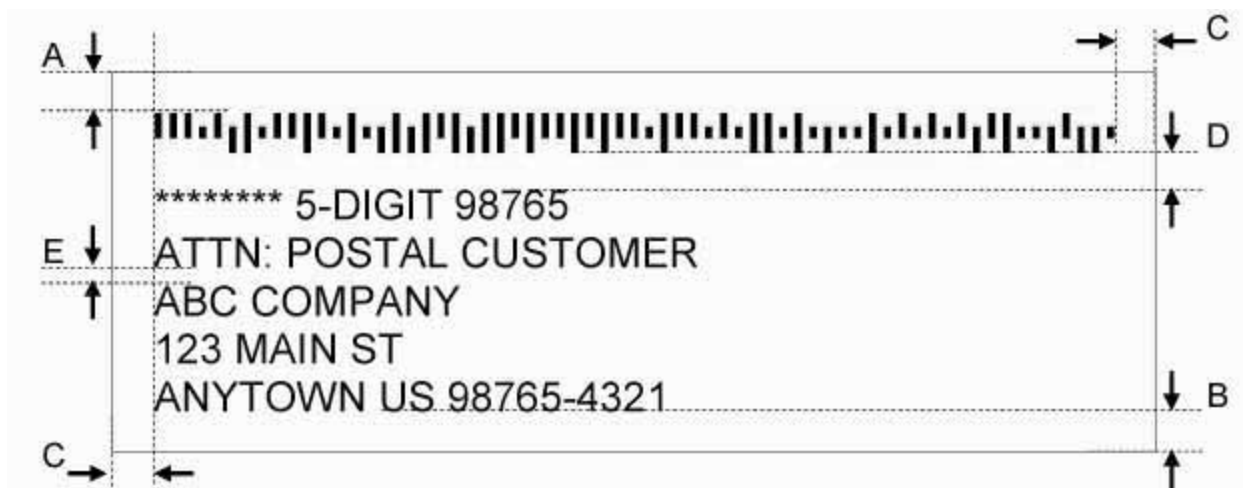 A
C
D
******** 5-DIGIT 98765
E
ATTN: POSTAL CUSTOMER
ABC COMPANY
123 MAIN ST
ANYTOWN US 98765-4321
B
C